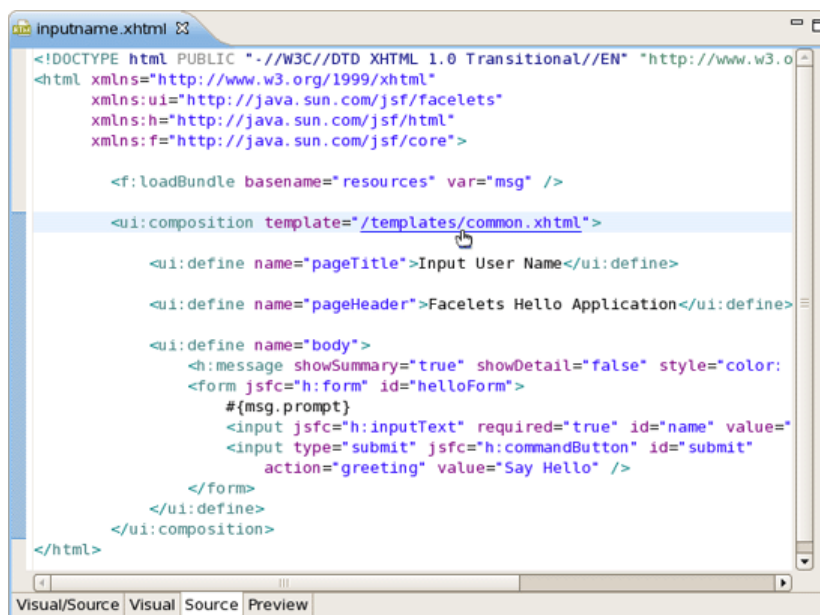 inputname.xhtml
<!DOCTYPE html PUBLIC "-//W3C//DTD XHTML 1.0 Transitional//EN" "http://www.w3.o
<html xmlns="http://www.w3.org/1999/xhtml"
xmlns:ui="http://java.sun.com/jsf/facelets"
xmlns:h="http://java.sun.com/jsf/html"
xmlns:f="http://java.sun.com/jsf/core">
<f:loadBundle basename="resources" var="msg" />
<ui:composition template="/templates/common.xhtml">
<ui:define name="pageTitle">Input User Name</ui:define>
<ui:define name="pageHeader">Facelets Hello Application</ui:define>
<ui:define name="body">
<h:message showSummary="true" showDetail="false" style="color:
<form jsfc="h:form" id="helloForm">
#{msg.prompt}
<input jsfc="h:inputText" required="true" id="name" value="
<input type="submit" jsfc="h:commandButton" id="submit"
action="greeting" value="Say Hello" />
</form>
</ui:define>
</ui:composition>
</html>
Visual/Source Visual Source Preview